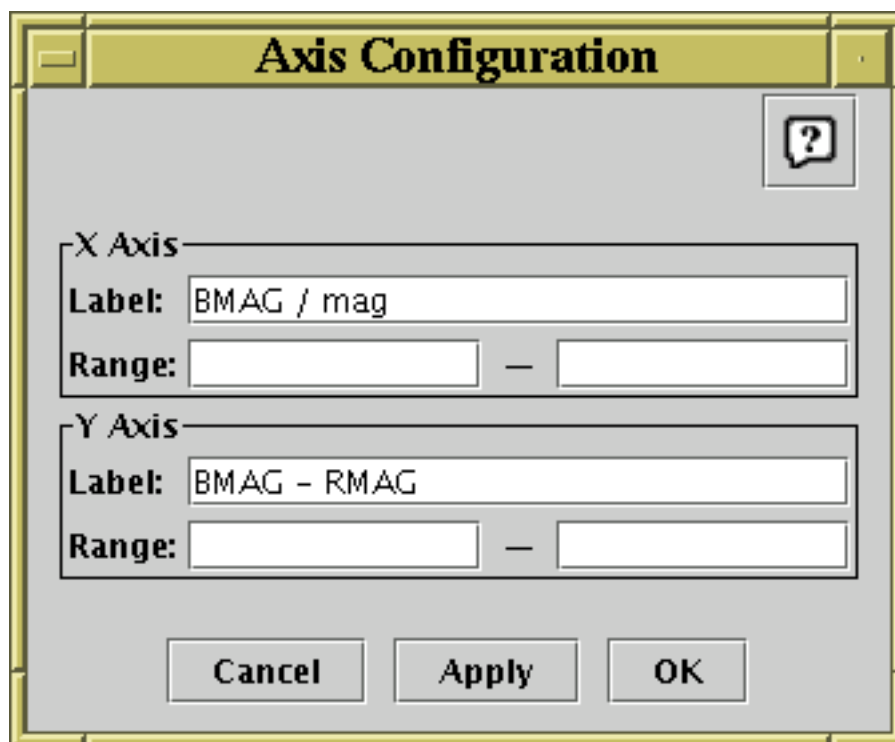 Axis Configuration
?
X Axis
Label: BMAG / mag
Range: —
Y Axis
Label: BMAG - RMAG
Range: —
Cancel Apply OK